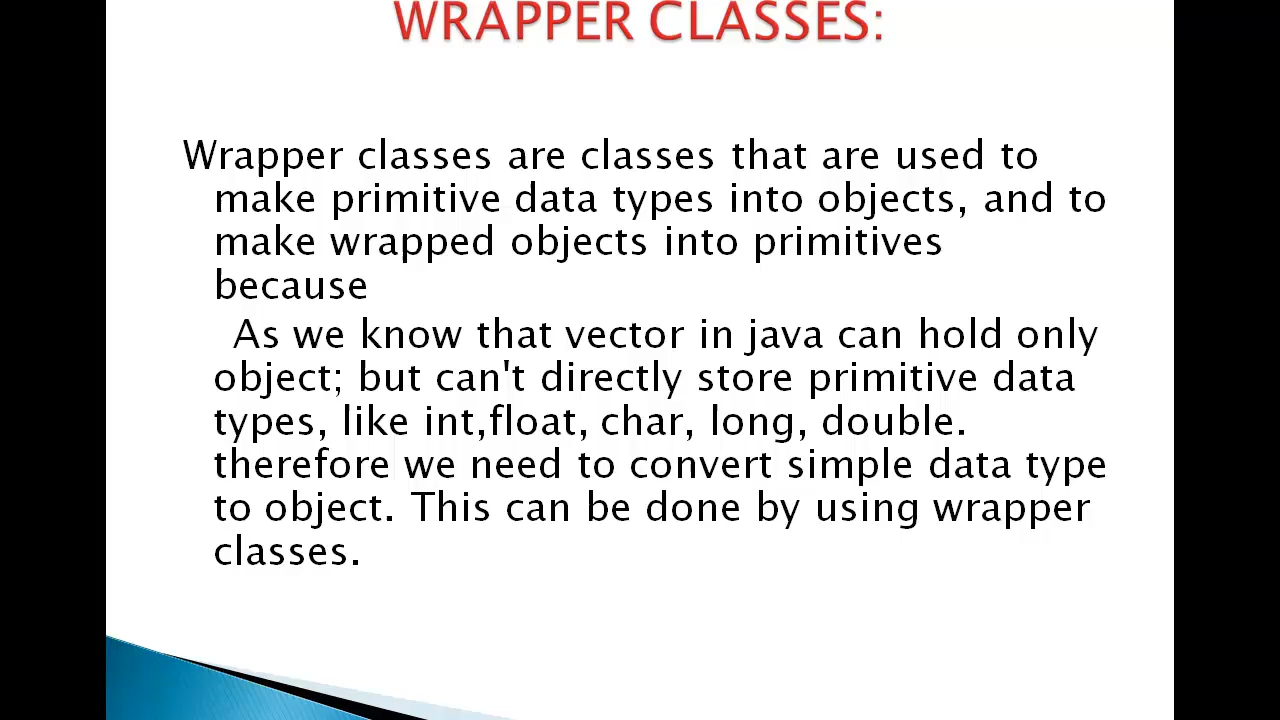 WRAPPER CLASSES:
Wrapper classes are classes that are used to
make primitive data types into objects, and to
make wrapped objects into primitives
because
As we know that vector in java can hold only
object; but can't directly store primitive data
types, like int,float, char, long, double.
therefore we need to convert simple data type
to object. This can be done by using wrapper
classes.